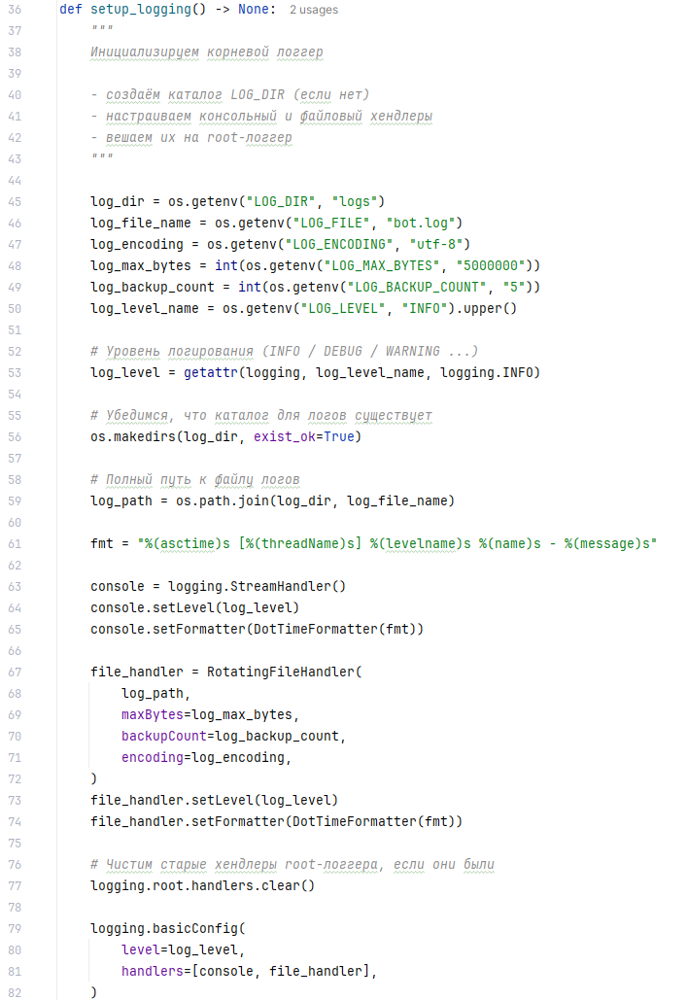 36 def setup_logging() -> None: 2 usages
37 """
38 Инициализируем корневой логгер
39
40 - создаём каталог LOG_DIR (если нет)
41 - настраиваем консольный и файловый хендлеры
42 - вешаем их на root-логгер
43 """
44
45 log_dir = os.getenv("LOG_DIR", "logs")
46 log_file_name = os.getenv("LOG_FILE", "bot.log")
47 log_encoding = os.getenv("LOG_ENCODING", "utf-8")
48 log_max_bytes = int(os.getenv("LOG_MAX_BYTES", "5000000"))
49 log_backup_count = int(os.getenv("LOG_BACKUP_COUNT", "5"))
50 log_level_name = os.getenv("LOG_LEVEL", "INFO").upper()
51
52 # Уровень логирования (INFO / DEBUG / WARNING ...)
53 log_level = getattr(logging, log_level_name, logging.INFO)
54
55 # Убедимся, что каталог для логов существует
56 os.makedirs(log_dir, exist_ok=True)
57
58 # Полный путь к файлу логов
59 log_path = os.path.join(log_dir, log_file_name)
60
61 fmt = "%(asctime)s [%(threadName)s] %(levelname)s %(name)s - %(message)s"
62
63 console = logging.StreamHandler()
64 console.setLevel(log_level)
65 console.setFormatter(DotTimeFormatter(fmt))
66
67 file_handler = RotatingFileHandler(
68 log_path,
69 maxBytes=log_max_bytes,
70 backupCount=log_backup_count,
71 encoding=log_encoding,
72 )
73 file_handler.setLevel(log_level)
74 file_handler.setFormatter(DotTimeFormatter(fmt))
75
76 # Чистим старые хендлеры root-логгера, если они были
77 logging.root.handlers.clear()
78
79 logging.basicConfig(
80 level=log_level,
81 handlers=[console, file_handler],
82 )